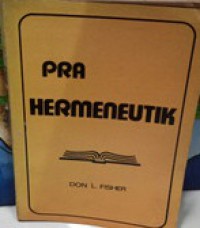 PRA
HERMENEUTIK
DON L. FISHER